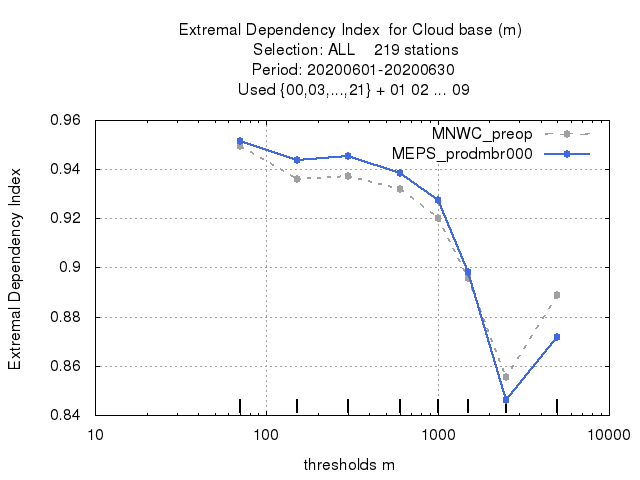 Extremal Dependency Index  for Cloud base (m)
Selection: ALL    219 stations
Period: 20200601-20200630
Used {00,03,...,21} + 01 02 ... 09
0.96
MNWC_preop
MEPS_prodmbr000
0.94
0.92
0.9
0.88
0.86
0.84
Extremal Dependency Index
10
100
1000
10000
thresholds m